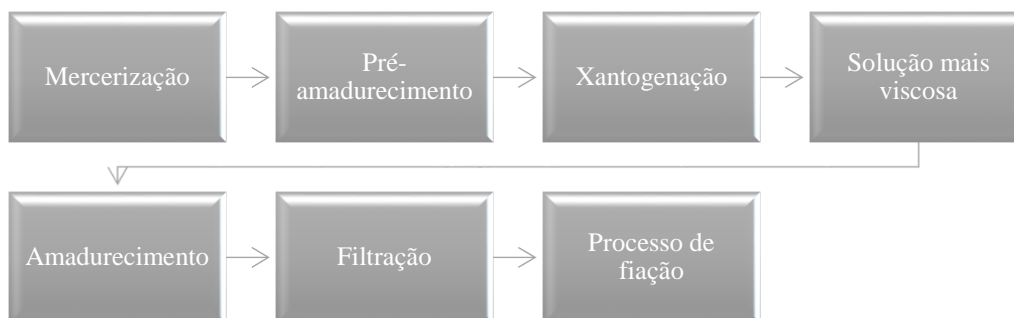 Mercerização
Pré-
amadurecimento
Xantogenação
Solução mais
viscosa
Amadurecimento
Filtração
Processo de
fiação